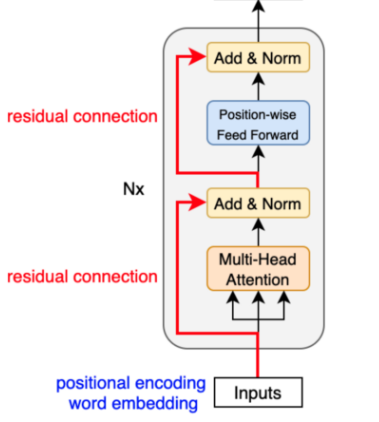 Add & Norm
residual connection
Position-wise
Feed Forward
Nx
Add & Norm
Multi-Head
Attention
residual connection
positional encoding
word embedding
Inputs